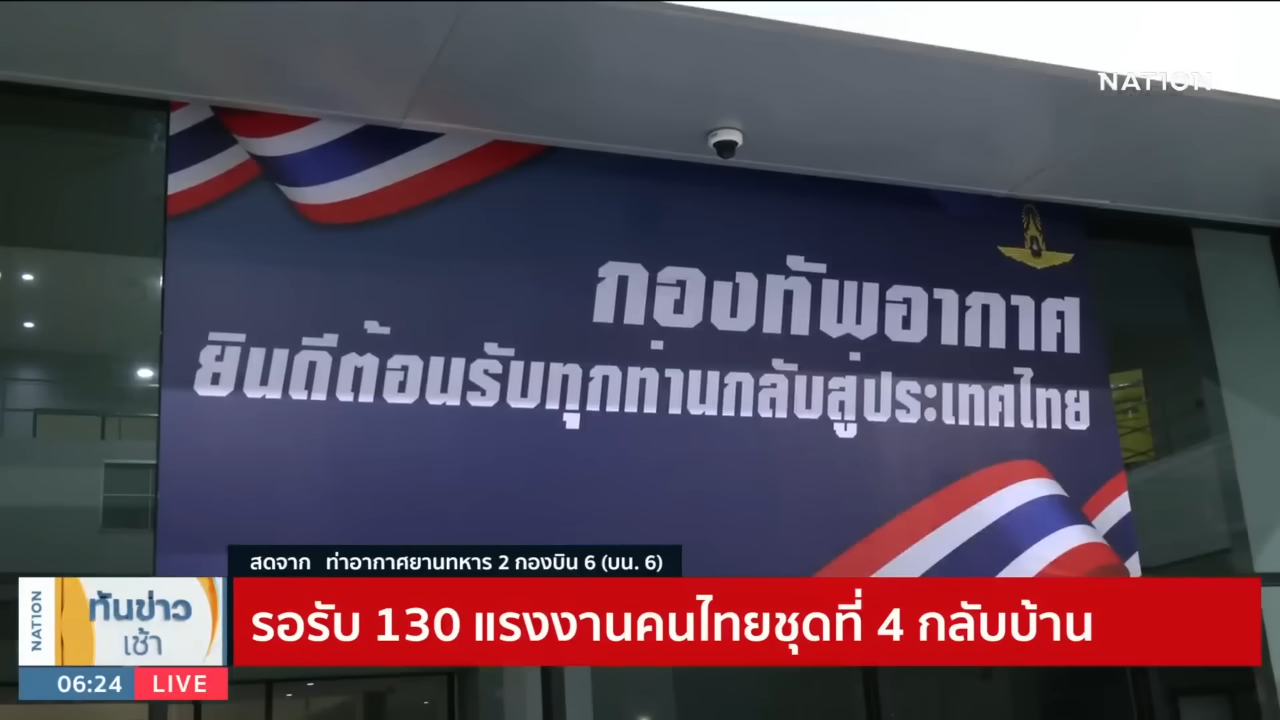 NATION
กองทัพอากาศ
ยินดีต้อนรับทุกท่านกลับสู่ประเทศไทย
สดจาก ท่าอากาศยานทหาร 2 กองบิน 6 (บน. 6)
NATION
ทันข่าว
เช้า
รอรับ 130 แรงงานคนไทยชุดที่ 4 กลับบ้าน
06:24 LIVE